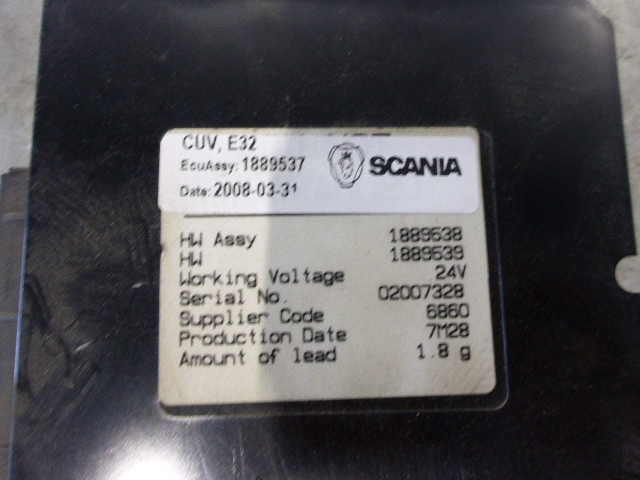 CUV, E32
EcuAssy: 1889537
Date: 2008-03-31
SCANIA
HW Assy 1889538
HW 1889539
Working Voltage 24V
Serial No. 02007328
Supplier Code 6860
Production Date 7M28
Amount of lead 1.8 g